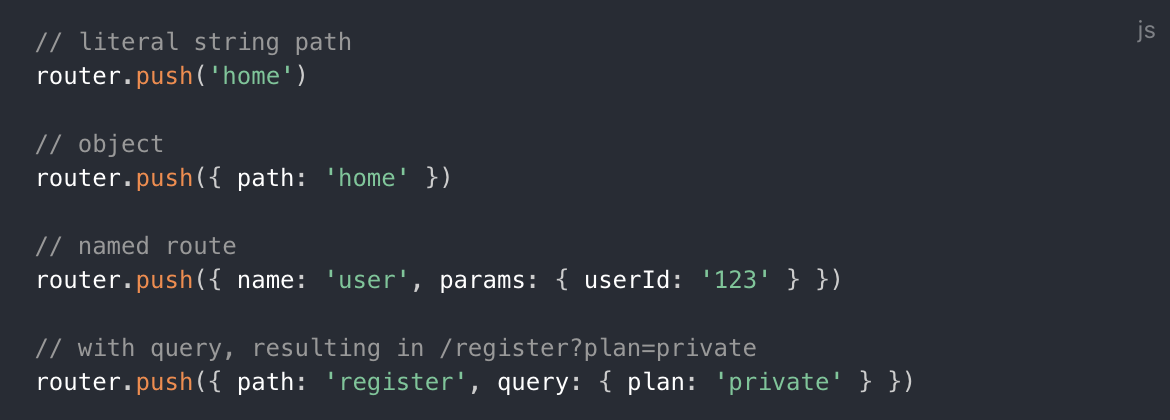 js
// literal string path
router.push('home')
// object
router.push({ path: 'home' })
// named route
router.push({ name: 'user', params: { userId: '123' } })
// with query, resulting in /register?plan=private
router.push({ path: 'register', query: { plan: 'private' } })